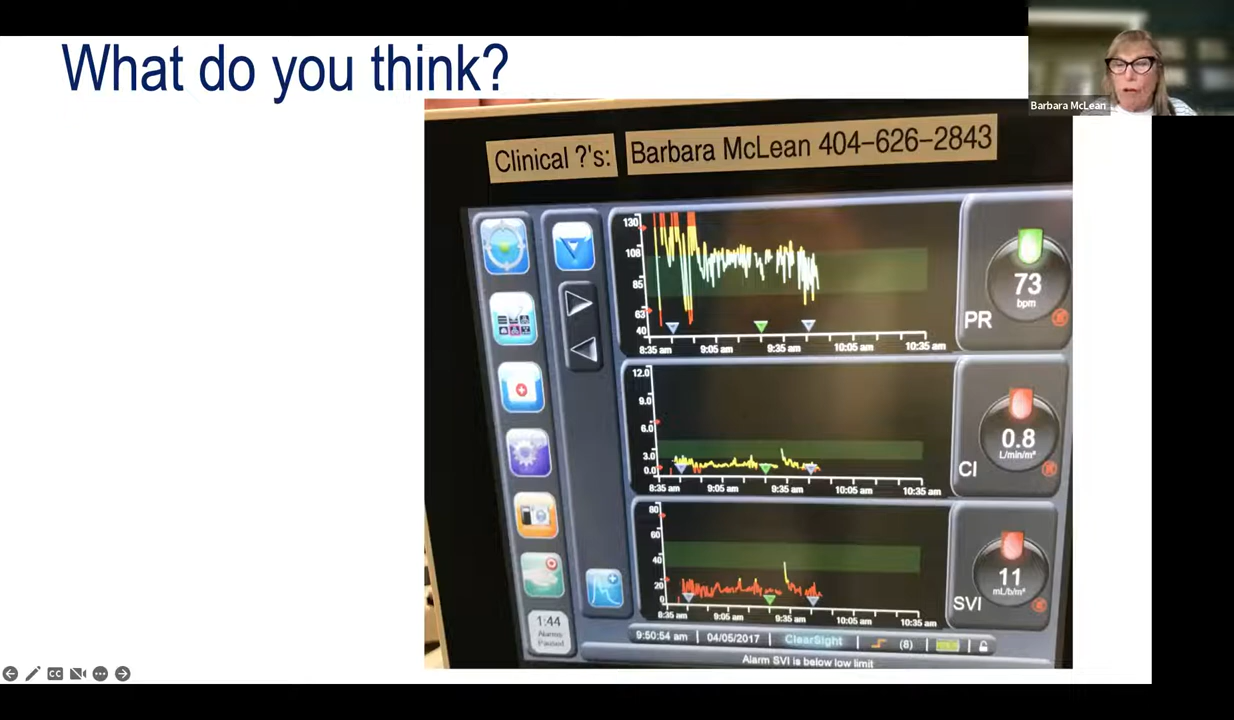 What do you think?
Barbara McLean
Clinical ?'s: Barbara McLean 404-626-2843
130
108
85
63
40
8:35 am 9:05 am 9:35 am 10:05 am 10:35 am
PR
73
bpm
12.0
9.0
6.0
3.0
0.0
8:35 am 9:05 am 9:35 am 10:05 am 10:35 am
CI
0.8
L/min/m²
80
60
40
20
0
8:35 am 9:05 am 9:35 am 10:05 am 10:35 am
SVI
11
mL/b/m²
1:44
Alarms
Paused
9:50:54 am 04/05/2017 ClearSight (8)
Alarm SVI is below low limit
CC